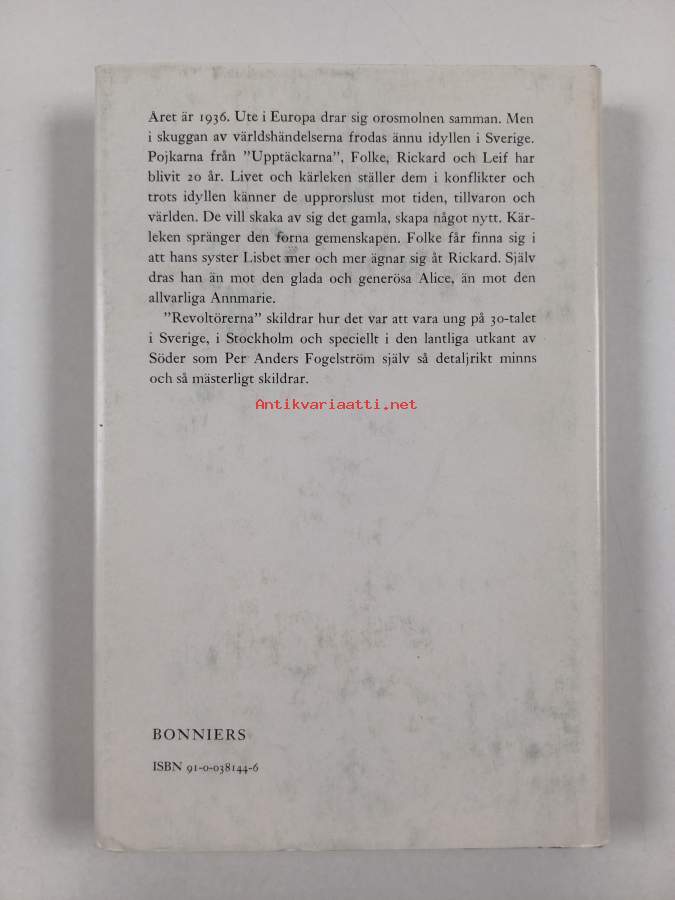 Året är 1936. Ute i Europa drar sig orosmolnen samman. Men
i skuggan av världshändelserna frodas ännu idyllen i Sverige.
Pojkarna från ”Upptäckarna”, Folke, Rickard och Leif har
blivit 20 år. Livet och kärleken ställer dem i konflikter och
trots idyllen känner de upprorslust mot tiden, tillvaron och
världen. De vill skaka av sig det gamla, skapa något nytt. Kär-
leken spränger den forna gemenskapen. Folke får finna sig i
att hans syster Lisbet mer och mer ägnar sig åt Rickard. Själv
dras han än mot den glada och generösa Alice, än mot den
allvarliga Annmarie.
”Revoltörerna” skildrar hur det var att vara ung på 30-talet
i Sverige, i Stockholm och speciellt i den lantliga utkant av
Söder som Per Anders Fogelström själv så detaljrikt minns
och så mästerligt skildrar.
Antikvariaatti.net
BONNIERS
ISBN 91-0-038144-6